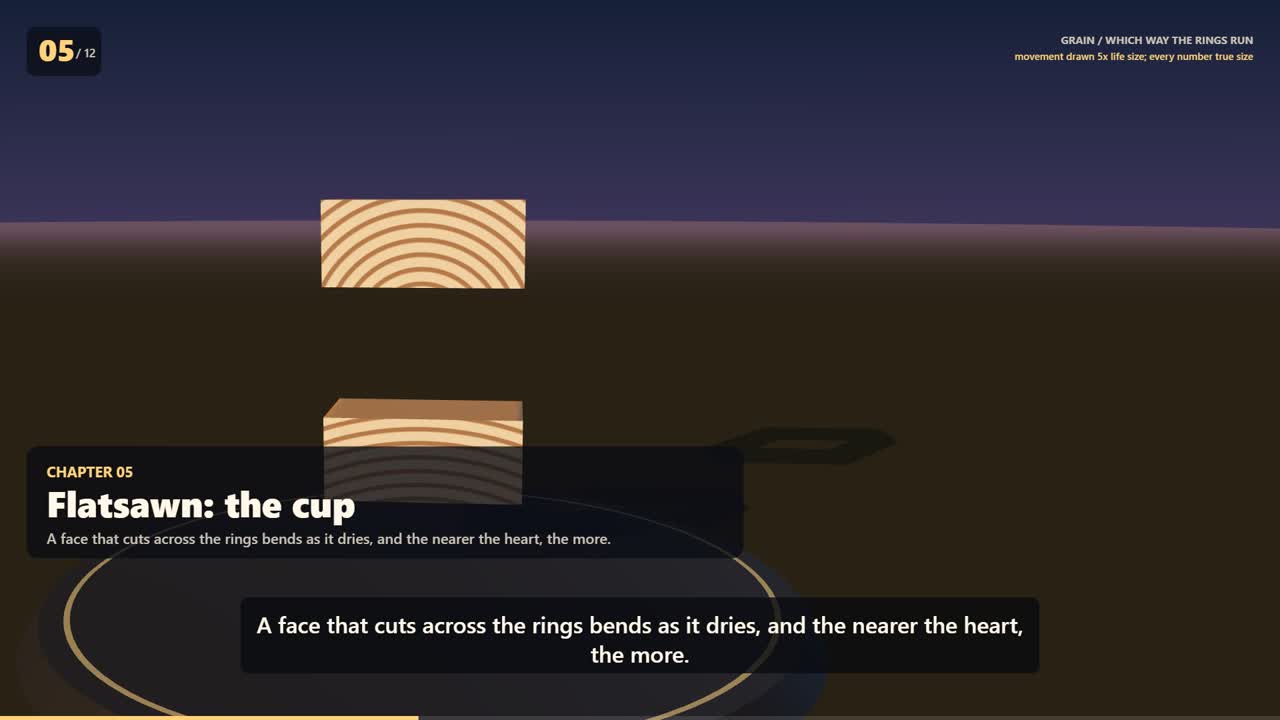 05 / 12
GRAIN / WHICH WAY THE RINGS RUN
movement drawn 5x life size; every number true size
CHAPTER 05
Flatsawn: the cup
A face that cuts across the rings bends as it dries, and the nearer the heart, the more.
A face that cuts across the rings bends as it dries, and the nearer the heart,
the more.